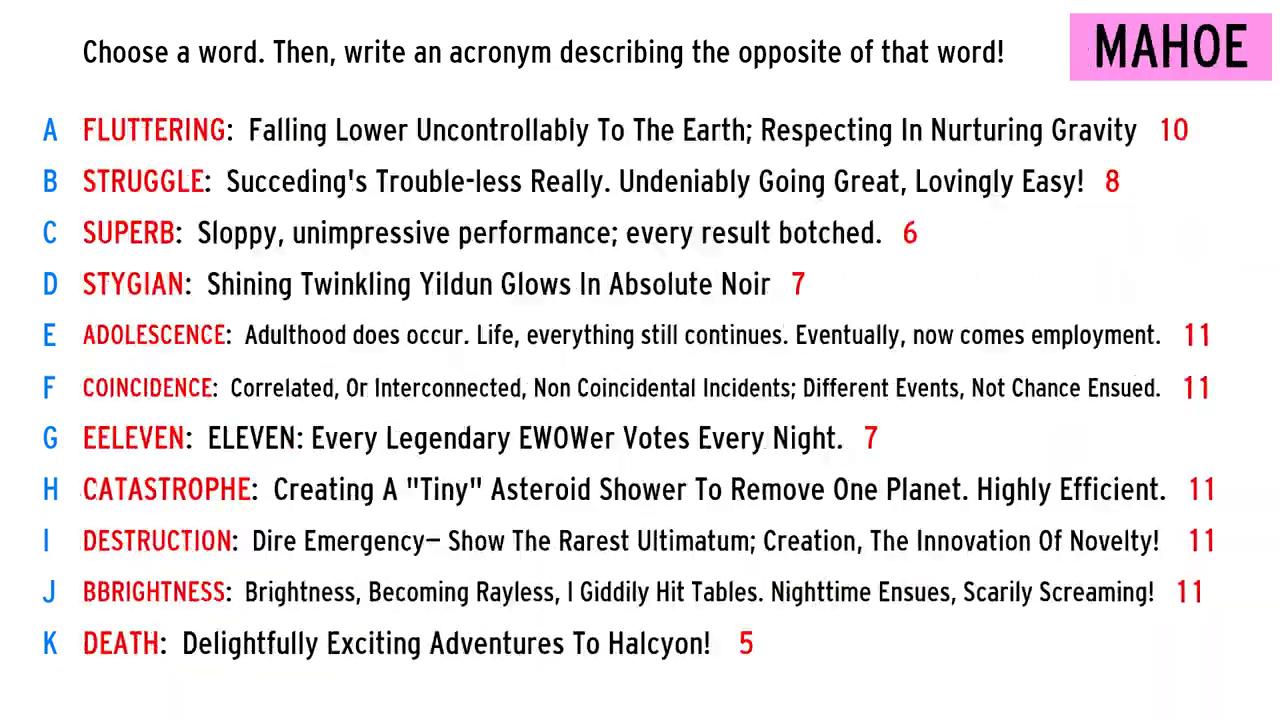 Choose a word. Then, write an acronym describing the opposite of that word!
MAHOE
A FLUTTERING: Falling Lower Uncontrollably To The Earth; Respecting In Nurturing Gravity 10
B STRUGGLE: Succeding's Trouble-less Really. Undeniably Going Great, Lovingly Easy! 8
C SUPERB: Sloppy, unimpressive performance; every result botched. 6
D STYGIAN: Shining Twinkling Yildun Glows In Absolute Noir 7
E ADOLESCENCE: Adulthood does occur. Life, everything still continues. Eventually, now comes employment. 11
F COINCIDENCE: Correlated, Or Interconnected, Non Coincidental Incidents; Different Events, Not Chance Ensued. 11
G EELEVEN: ELEVEN: Every Legendary EWOWer Votes Every Night. 7
H CATASTROPHE: Creating A "Tiny" Asteroid Shower To Remove One Planet. Highly Efficient. 11
I DESTRUCTION: Dire Emergency— Show The Rarest Ultimatum; Creation, The Innovation Of Novelty! 11
J BBRIGHTNESS: Brightness, Becoming Rayless, I Giddily Hit Tables. Nighttime Ensues, Scarily Screaming! 11
K DEATH: Delightfully Exciting Adventures To Halcyon! 5